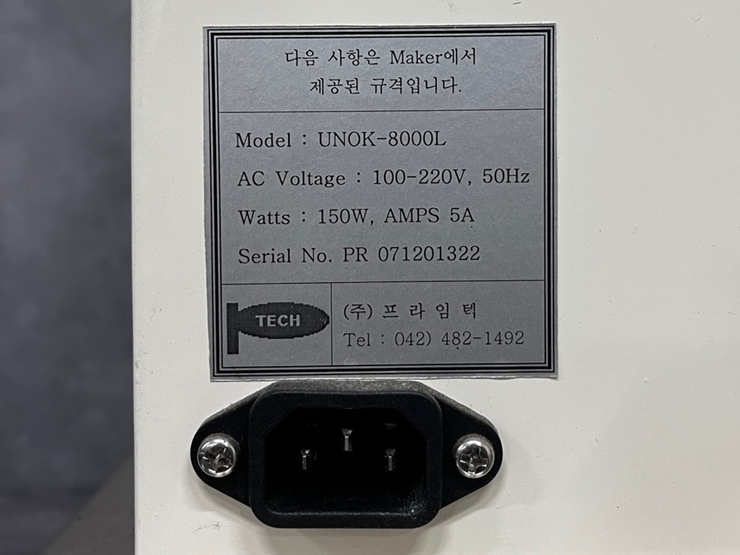 다음 사항은 Maker에서
제공된 규격입니다.
Model : UNOK-8000L
AC Voltage : 100-220V, 50Hz
Watts : 150W, AMPS 5A
Serial No. PR 071201322
TECH
(주) 프 라 임 텍
Tel : 042) 482-1492